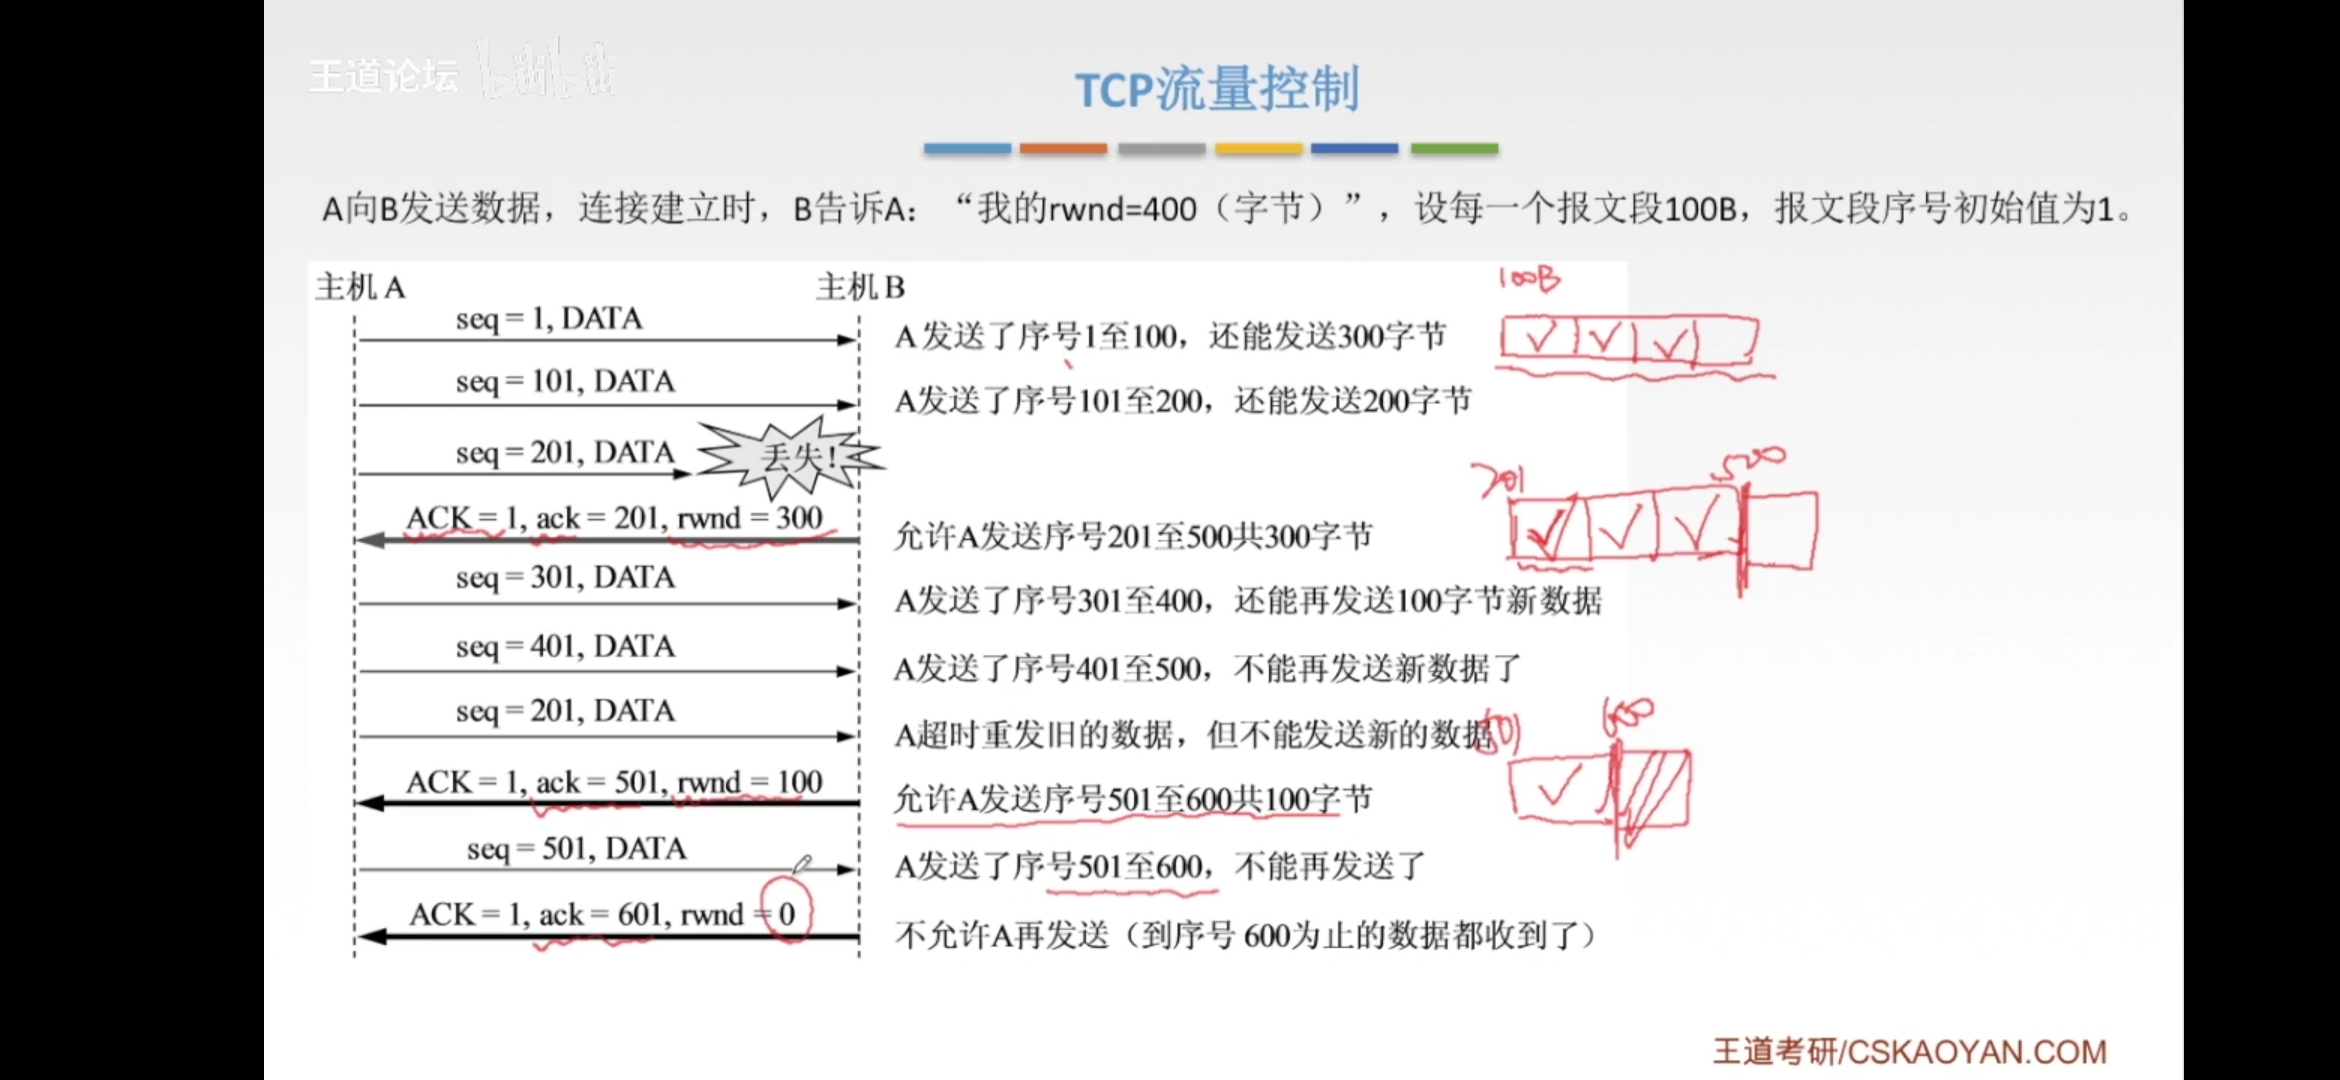 王道论坛 bilibili
TCP流量控制
A向B发送数据，连接建立时，B告诉A：“我的rwnd=400（字节）”，设每一个报文段100B，报文段序号初始值为1。
主机A 主机B
100B
seq = 1, DATA A发送了序号1至100，还能发送300字节
seq = 101, DATA A发送了序号101至200，还能发送200字节
seq = 201, DATA 丢失!
201 500
ACK = 1, ack = 201, rwnd = 300 允许A发送序号201至500共300字节
seq = 301, DATA A发送了序号301至400，还能再发送100字节新数据
seq = 401, DATA A发送了序号401至500，不能再发送新数据了
seq = 201, DATA A超时重发旧的数据，但不能发送新的数据
501 600
ACK = 1, ack = 501, rwnd = 100 允许A发送序号501至600共100字节
seq = 501, DATA A发送了序号501至600，不能再发送了
ACK = 1, ack = 601, rwnd = 0 不允许A再发送（到序号600为止的数据都收到了）
王道考研/CSKAOYAN.COM